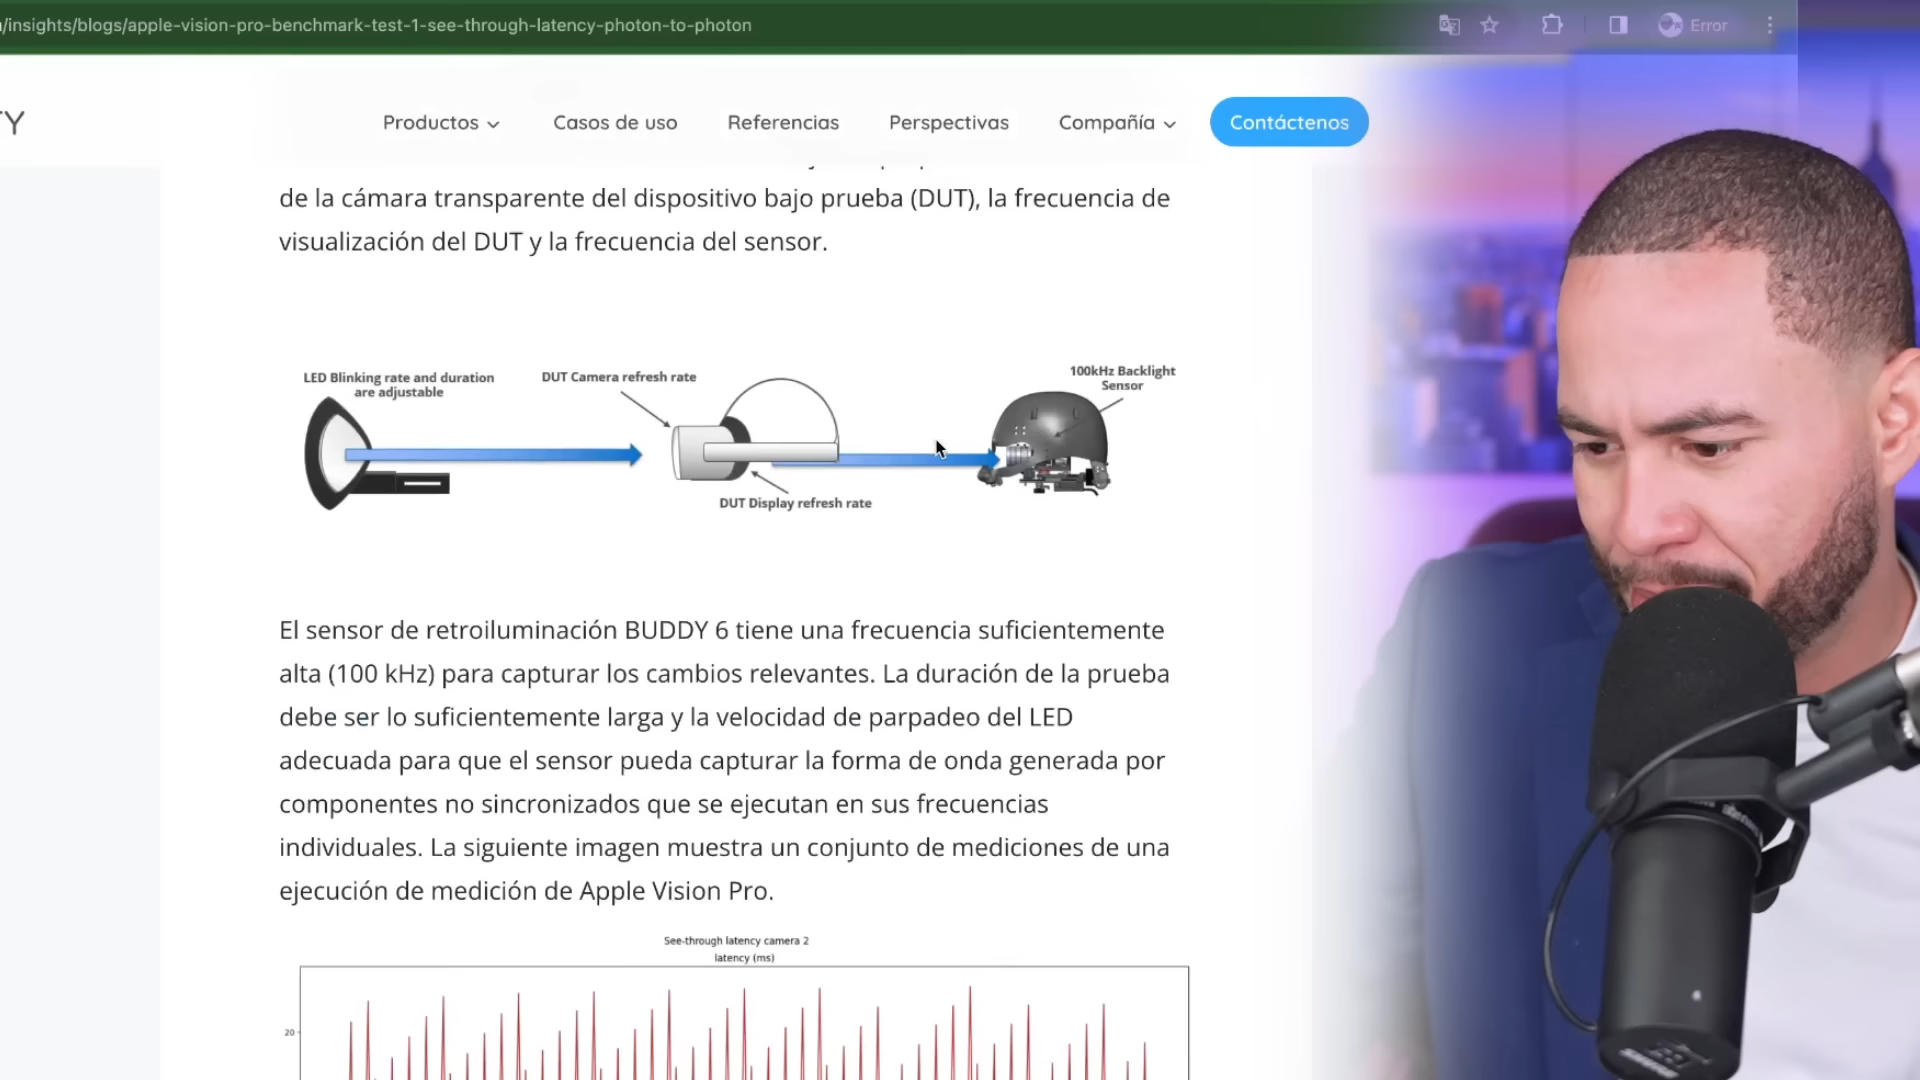 /insights/blogs/apple-vision-pro-benchmark-test-1-see-through-latency-photon-to-photon
Error
TY
Productos
Casos de uso
Referencias
Perspectivas
Compañía
Contáctenos
de la cámara transparente del dispositivo bajo prueba (DUT), la frecuencia de
visualización del DUT y la frecuencia del sensor.
LED Blinking rate and duration
are adjustable
DUT Camera refresh rate
100kHz Backlight
Sensor
DUT Display refresh rate
El sensor de retroiluminación BUDDY 6 tiene una frecuencia suficientemente
alta (100 kHz) para capturar los cambios relevantes. La duración de la prueba
debe ser lo suficientemente larga y la velocidad de parpadeo del LED
adecuada para que el sensor pueda capturar la forma de onda generada por
componentes no sincronizados que se ejecutan en sus frecuencias
individuales. La siguiente imagen muestra un conjunto de mediciones de una
ejecución de medición de Apple Vision Pro.
See-through latency camera 2
latency (ms)
20